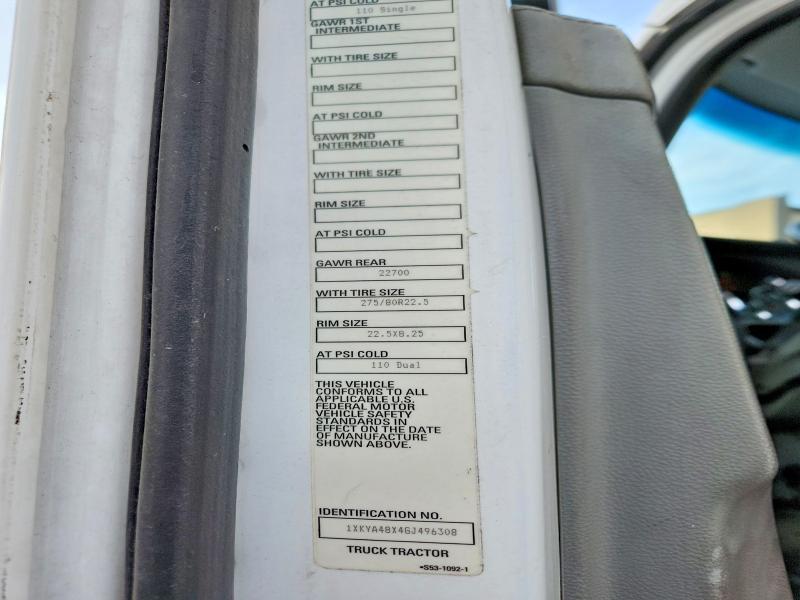 AT PSI COLD
110 Single
GAWR 1ST
INTERMEDIATE
WITH TIRE SIZE
RIM SIZE
AT PSI COLD
GAWR 2ND
INTERMEDIATE
WITH TIRE SIZE
RIM SIZE
AT PSI COLD
GAWR REAR
22700
WITH TIRE SIZE
275/80R22.5
RIM SIZE
22.5X8.25
AT PSI COLD
110 Dual
THIS VEHICLE
CONFORMS TO ALL
APPLICABLE U.S.
FEDERAL MOTOR
VEHICLE SAFETY
STANDARDS IN
EFFECT ON THE DATE
OF MANUFACTURE
SHOWN ABOVE.
IDENTIFICATION NO.
1XKYA48X4GJ496308
TRUCK TRACTOR
•S53-1092-1